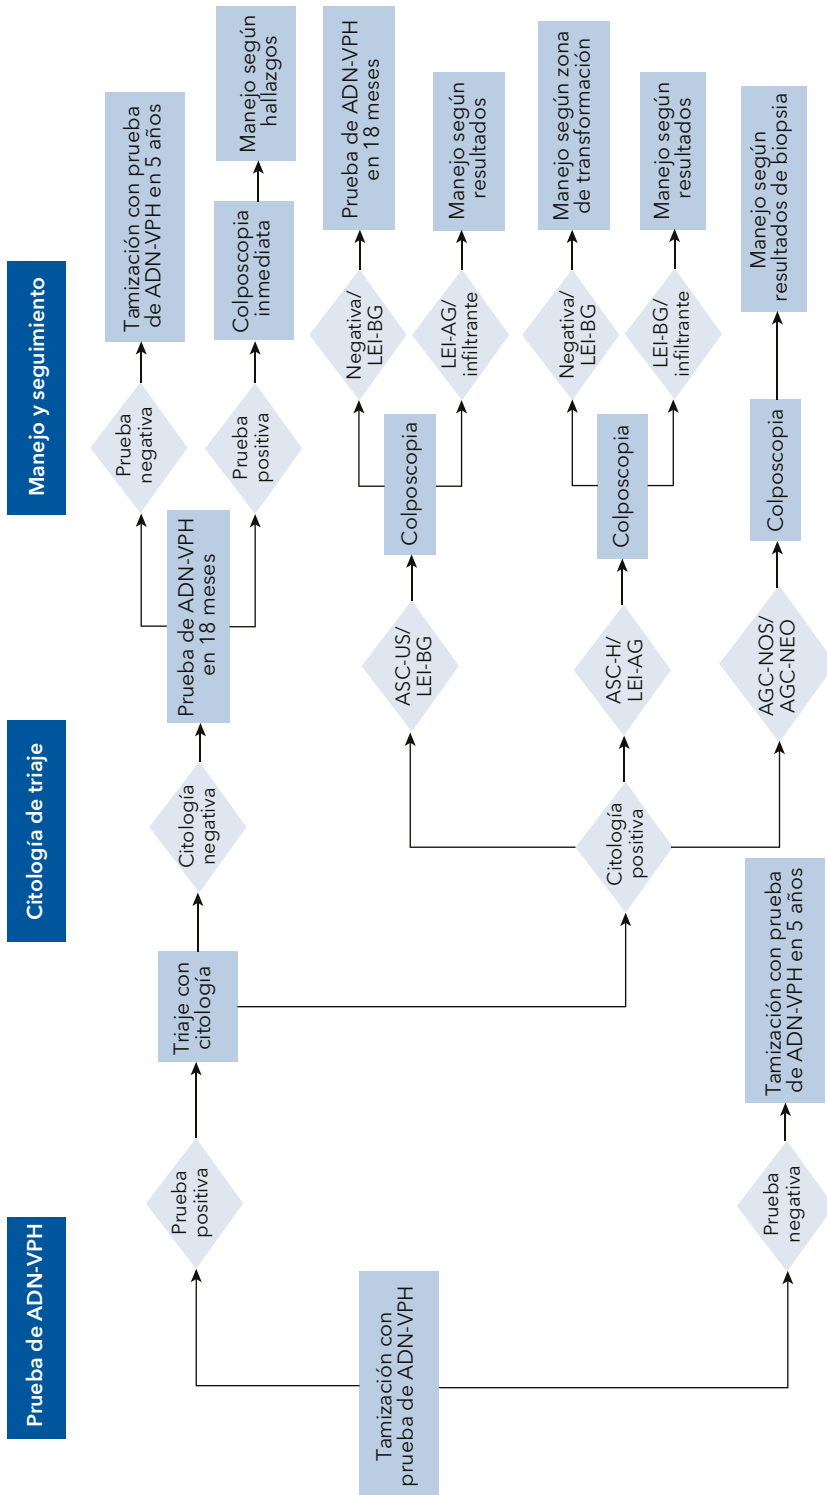 Prueba de ADN-VPH
Citología de triaje
Manejo y seguimiento
Tamización con
prueba de ADN-VPH
Prueba
positiva
Triaje con
citología
Citología
negativa
Prueba de ADN-VPH
en 18 meses
Prueba
negativa
Tamización con prueba
de ADN-VPH en 5 años
Prueba
positiva
Colposcopia
inmediata
Manejo según
hallazgos
Citología
positiva
ASC-US/
LEI-BG
Colposcopia
Negativa/
LEI-BG
Prueba de ADN-VPH
en 18 meses
LEI-AG/
infiltrante
Manejo según
resultados
ASC-H/
LEI-AG
Colposcopia
Negativa/
LEI-BG
Manejo según zona
de transformación
LEI-BG/
infiltrante
Manejo según
resultados
AGC-NOS/
AGC-NEO
Colposcopia
Manejo según
resultados de biopsia
Prueba
negativa
Tamización con prueba
de ADN-VPH en 5 años